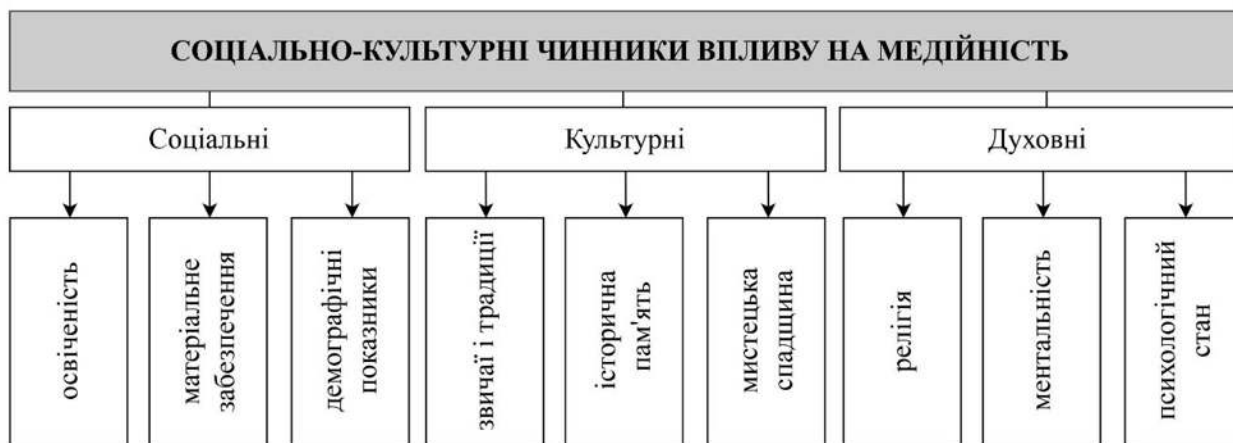 СОЦІАЛЬНО-КУЛЬТУРНІ ЧИННИКИ ВПЛИВУ НА МЕДІЙНІСТЬ
Соціальні
Культурні
Духовні
освіченість
матеріальне
забезпечення
демографічні
показники
звичаї і традиції
історична
пам'ять
мистецька
спадщина
релігія
ментальність
психологічний
стан